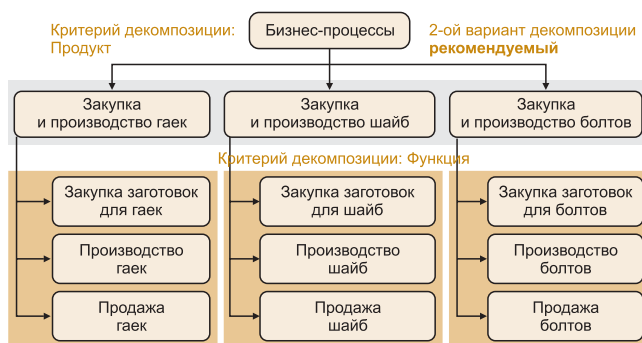 Критерий декомпозиции:
Продукт
Бизнес-процессы
2-ой вариант декомпозиции
рекомендуемый
Закупка
и производство гаек
Закупка
и производство шайб
Закупка
и производство болтов
Критерий декомпозиции: Функция
Закупка заготовок
для гаек
Закупка заготовок
для шайб
Закупка заготовок
для болтов
Производство
гаек
Производство
шайб
Производство
болтов
Продажа
гаек
Продажа
шайб
Продажа
болтов